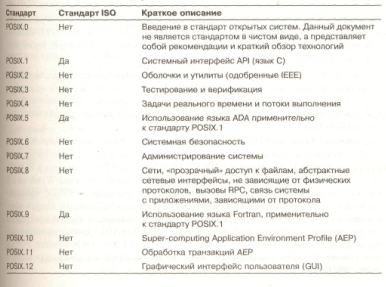 Стандарт Стандарт ISO Краткое описание
POSIX.0 Нет Введение в стандарт открытых систем. Данный документ
не является стандартом в чистом виде, а представляет
собой рекомендации и краткий обзор технологий
POSIX.1 Да Системный интерфейс API (язык C)
POSIX.2 Нет Оболочки и утилиты (одобренные IEEE)
POSIX.3 Нет Тестирование и верификация
POSIX.4 Нет Задачи реального времени и потоки выполнения
POSIX.5 Да Использование языка ADA применительно
к стандарту POSIX.1
POSIX.6 Нет Системная безопасность
POSIX.7 Нет Администрирование системы
POSIX.8 Нет Сети, «прозрачный» доступ к файлам, абстрактные
сетевые интерфейсы, не зависящие от физических
протоколов, вызовы RPC, связь системы
с приложениями, зависящими от протокола
POSIX.9 Да Использование языка Fortran, применительно
к стандарту POSIX.1
POSIX.10 Нет Super-computing Application Environment Profile (AEP)
POSIX.11 Нет Обработка транзакций AEP
POSIX.12 Нет Графический интерфейс пользователя (GUI)